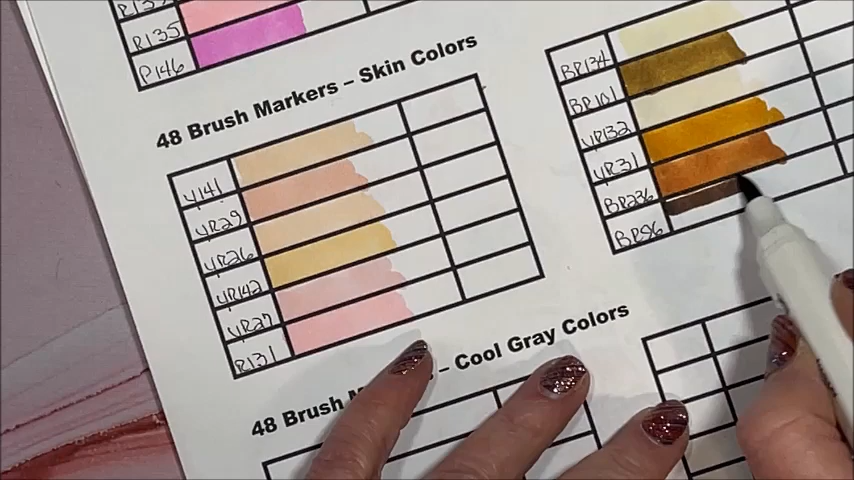 R135
P146
48 Brush Markers – Skin Colors
Y141
YR29
YR26
YR142
YR27
R131
BR134
BR101
YR132
YR31
BR236
BR96
48 Brush – Cool Gray Colors